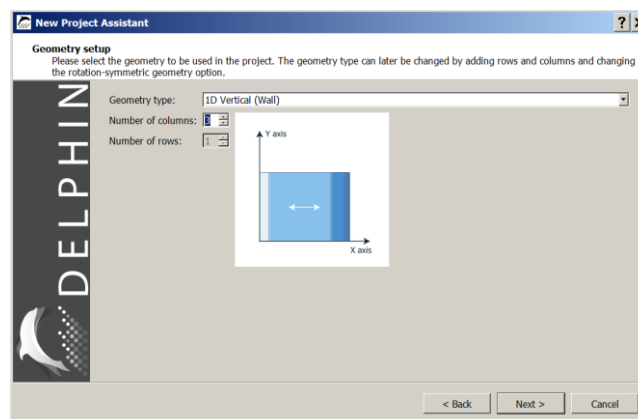 New Project Assistant
Geometry setup
Please select the geometry to be used in the project. The geometry type can later be changed by adding rows and columns and changing
the rotation-symmetric geometry option.
DELPHIN
Geometry type: 1D Vertical (Wall)
Number of columns: 3
Number of rows: 1
Y axis
X axis
< Back Next > Cancel